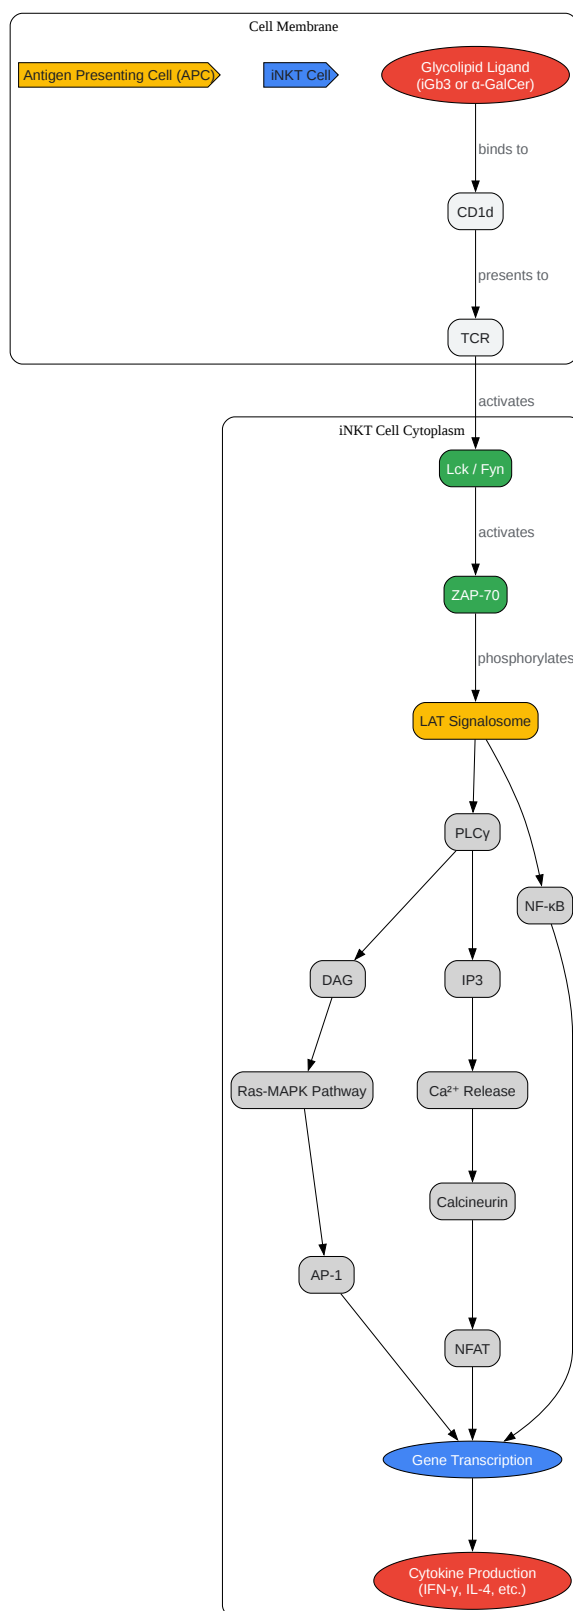 Cell Membrane
Antigen Presenting Cell (APC)
iNKT Cell
Glycolipid Ligand
(iGb3 or α-GalCer)
binds to
CD1d
presents to
TCR
activates
iNKT Cell Cytoplasm
Lck / Fyn
activates
ZAP-70
phosphorylates
LAT Signalosome
PLCγ
NF-κB
DAG
IP3
Ras-MAPK Pathway
Ca²⁺ Release
Calcineurin
AP-1
NFAT
Gene Transcription
Cytokine Production
(IFN-γ, IL-4, etc.)